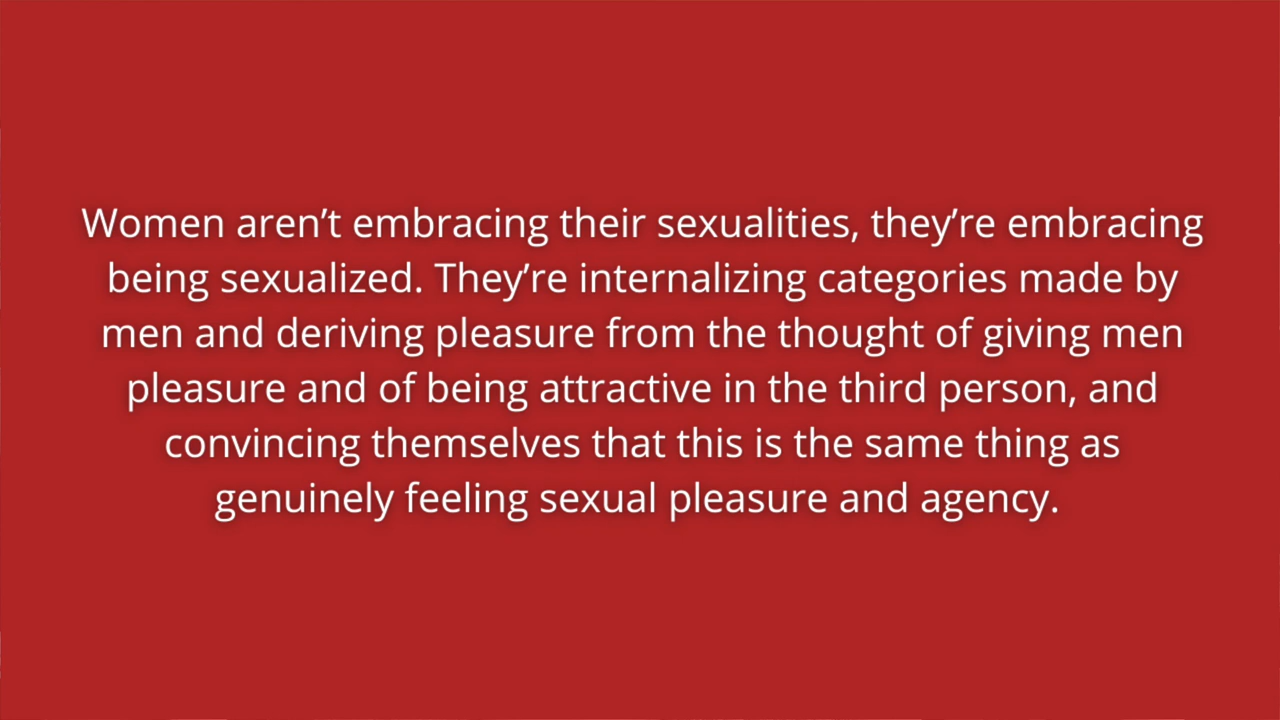 Women aren’t embracing their sexualities, they’re embracing
being sexualized. They’re internalizing categories made by
men and deriving pleasure from the thought of giving men
pleasure and of being attractive in the third person, and
convincing themselves that this is the same thing as
genuinely feeling sexual pleasure and agency.